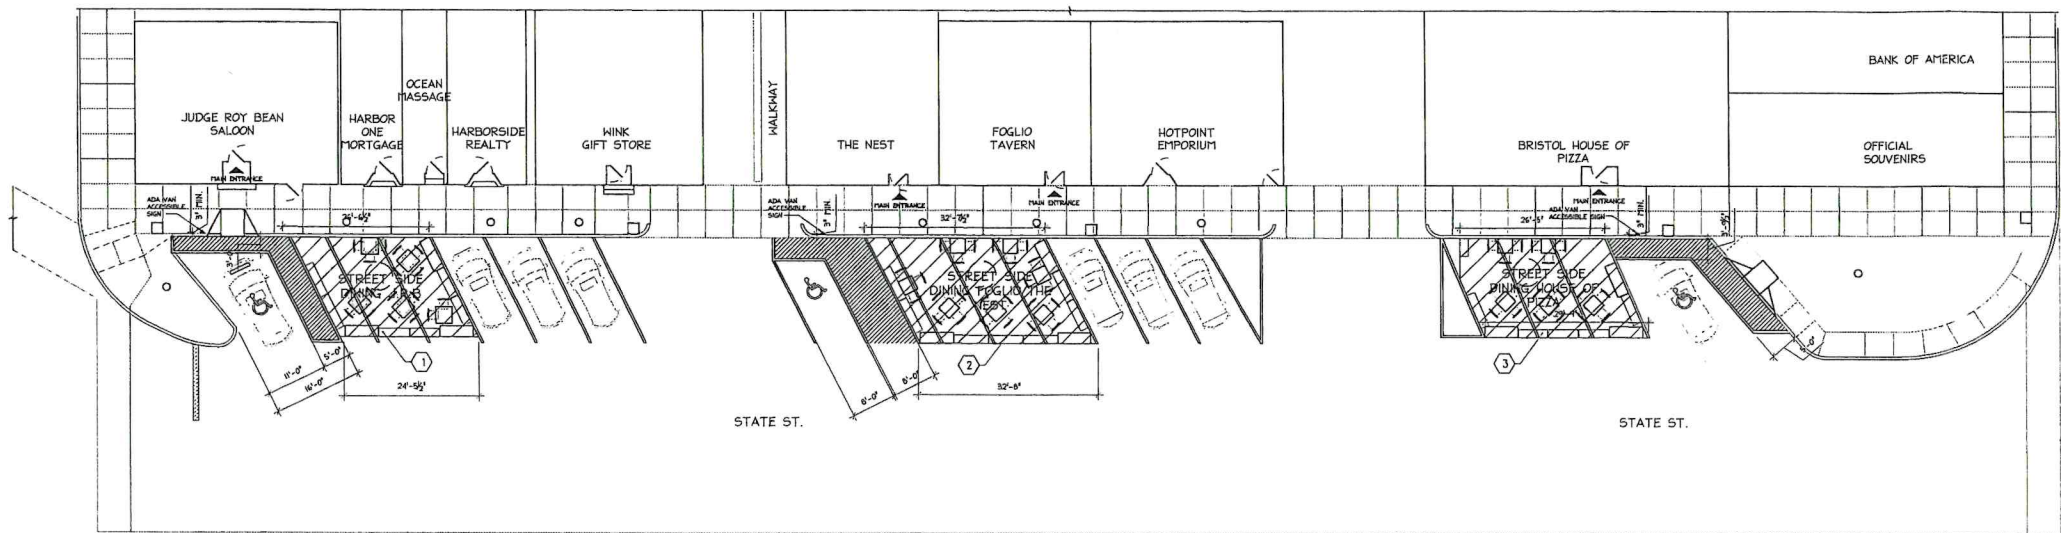 BANK OF AMERICA
OCEAN
MASSAGE
JUDGE ROY BEAN
SALOON
HARBOR
ONE
MORTGAGE
HARBORSIDE
REALTY
WINK
GIFT STORE
WALKWAY
THE NEST
FOGLIO
TAVERN
HOTPOINT
EMPORIUM
BRISTOL HOUSE OF
PIZZA
OFFICIAL
SOUVENIRS
MAIN ENTRANCE
MAIN ENTRANCE
MAIN ENTRANCE
MAIN ENTRANCE
ADA VAN
ACCESSIBLE
SIGN
3" MIN.
ADA VAN
ACCESSIBLE
SIGN
3" MIN.
32'-7½"
ADA VAN
ACCESSIBLE SIGN
3" MIN.
STREET SIDE
DINING J.R.B
STREET SIDE
DINING FOGLIO THE
NEST
STREET SIDE
DINING HOUSE OF
PIZZA
1
2
3
5'-0"
11'-0"
16'-0"
24'-5½"
8'-0"
32'-8"
STATE ST.
STATE ST.